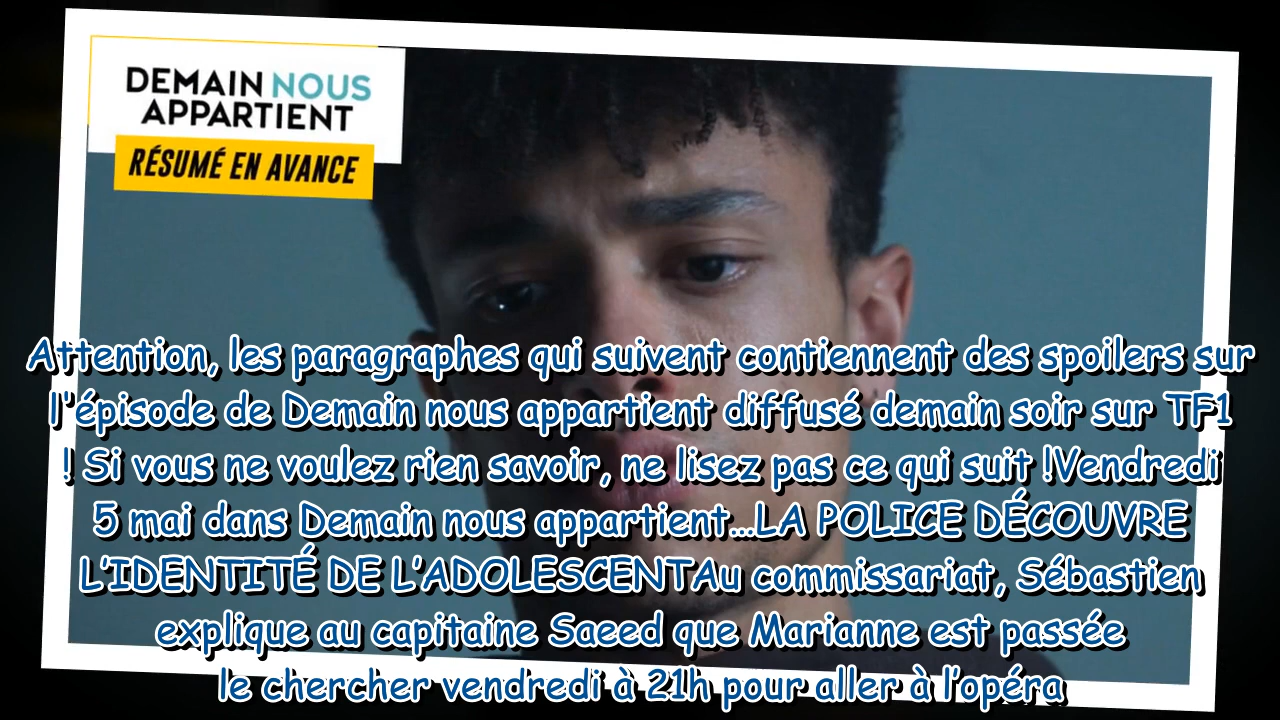 DEMAIN NOUS
APPARTIENT
RÉSUMÉ EN AVANCE
Attention, les paragraphes qui suivent contiennent des spoilers sur
l'épisode de Demain nous appartient diffusé demain soir sur TF1
! Si vous ne voulez rien savoir, ne lisez pas ce qui suit !Vendredi
5 mai dans Demain nous appartient...LA POLICE DÉCOUVRE
L'IDENTITÉ DE L'ADOLESCENTAu commissariat, Sébastien
explique au capitaine Saeed que Marianne est passée
le chercher vendredi à 21h pour aller à l'opéra